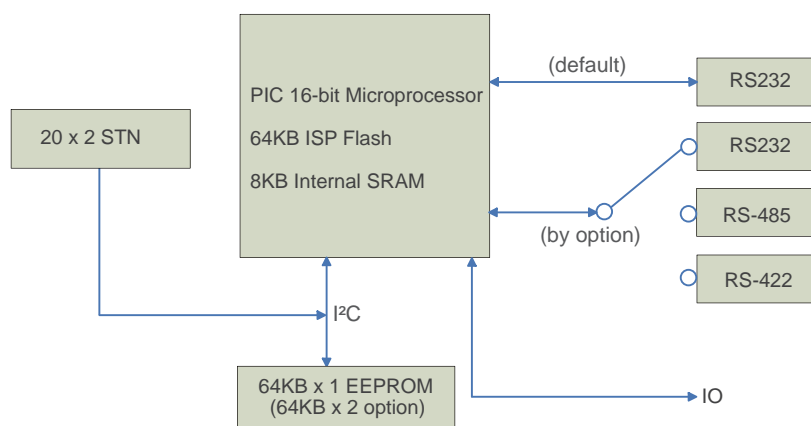 PIC 16-bit Microprocessor
64KB ISP Flash
8KB Internal SRAM
20 x 2 STN
(default)
RS232
RS232
RS-485
RS-422
(by option)
I²C
64KB x 1 EEPROM
(64KB x 2 option)
IO